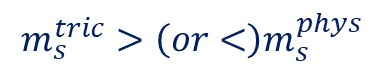 m_s^{tric} > (or <)m_s^{phys}